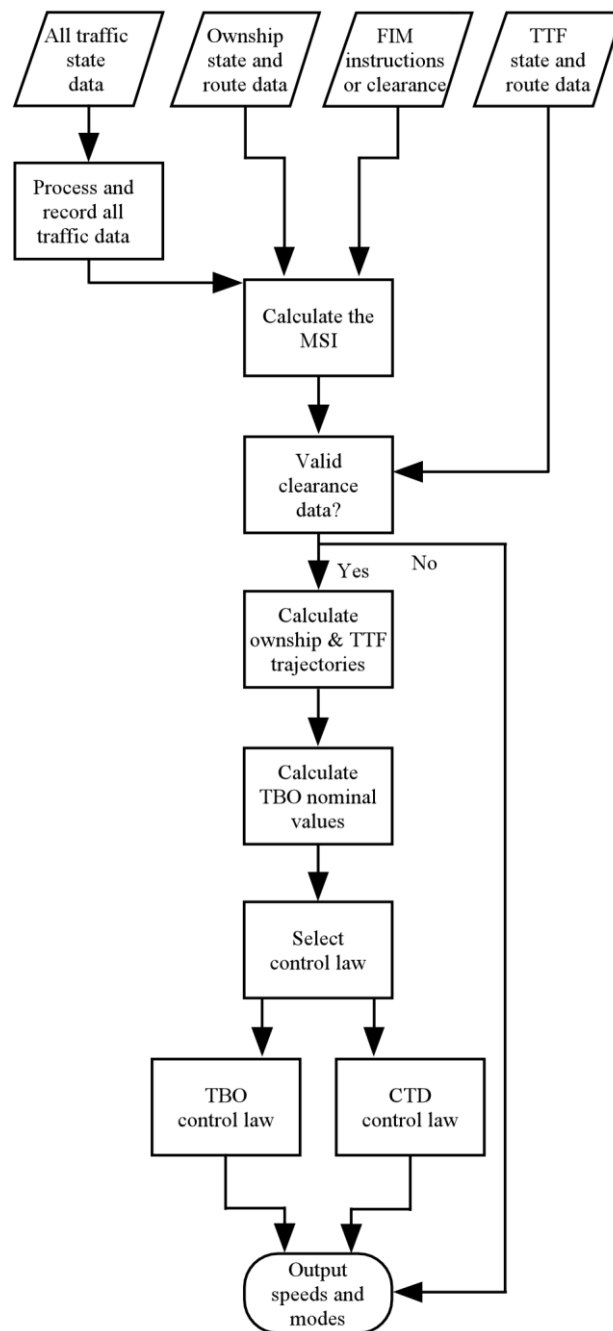 All traffic
state
data
Ownship
state and
route data
FIM
instructions
or clearance
TTF
state and
route data
Process and
record all
traffic data
Calculate the
MSI
Valid
clearance
data?
Yes
No
Calculate
ownship & TTF
trajectories
Calculate
TBO nominal
values
Select
control law
TBO
control law
CTD
control law
Output
speeds and
modes